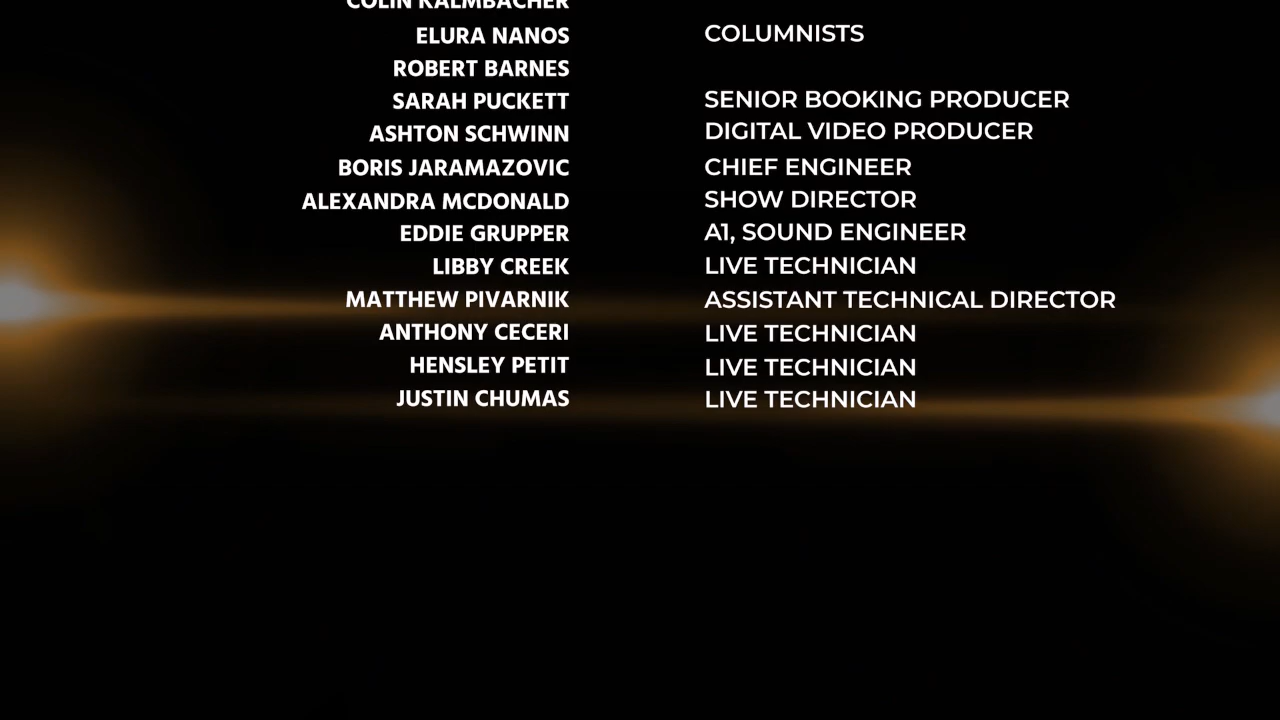 COLIN KALMBACHER
ELURA NANOS COLUMNISTS
ROBERT BARNES
SARAH PUCKETT SENIOR BOOKING PRODUCER
ASHTON SCHWINN DIGITAL VIDEO PRODUCER
BORIS JARAMAZOVIC CHIEF ENGINEER
ALEXANDRA MCDONALD SHOW DIRECTOR
EDDIE GRUPPER A1, SOUND ENGINEER
LIBBY CREEK LIVE TECHNICIAN
MATTHEW PIVARNIK ASSISTANT TECHNICAL DIRECTOR
ANTHONY CECERI LIVE TECHNICIAN
HENSLEY PETIT LIVE TECHNICIAN
JUSTIN CHUMAS LIVE TECHNICIAN